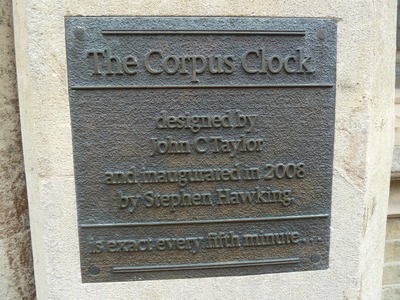 The Corpus Clock
designed by
John C Taylor
and inaugurated in 2008
by Stephen Hawking
is exact every fifth minute...